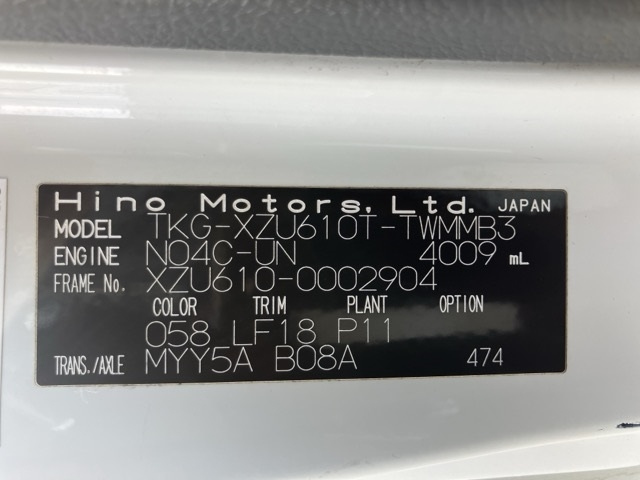 Hino Motors, Ltd. JAPAN
MODEL TKG-XZU610T-TWMMB3
ENGINE N04C-UN 4009 mL
FRAME No. XZU610-0002904
COLOR TRIM PLANT OPTION
058 LF18 P11
TRANS./AXLE MYY5A B08A 474